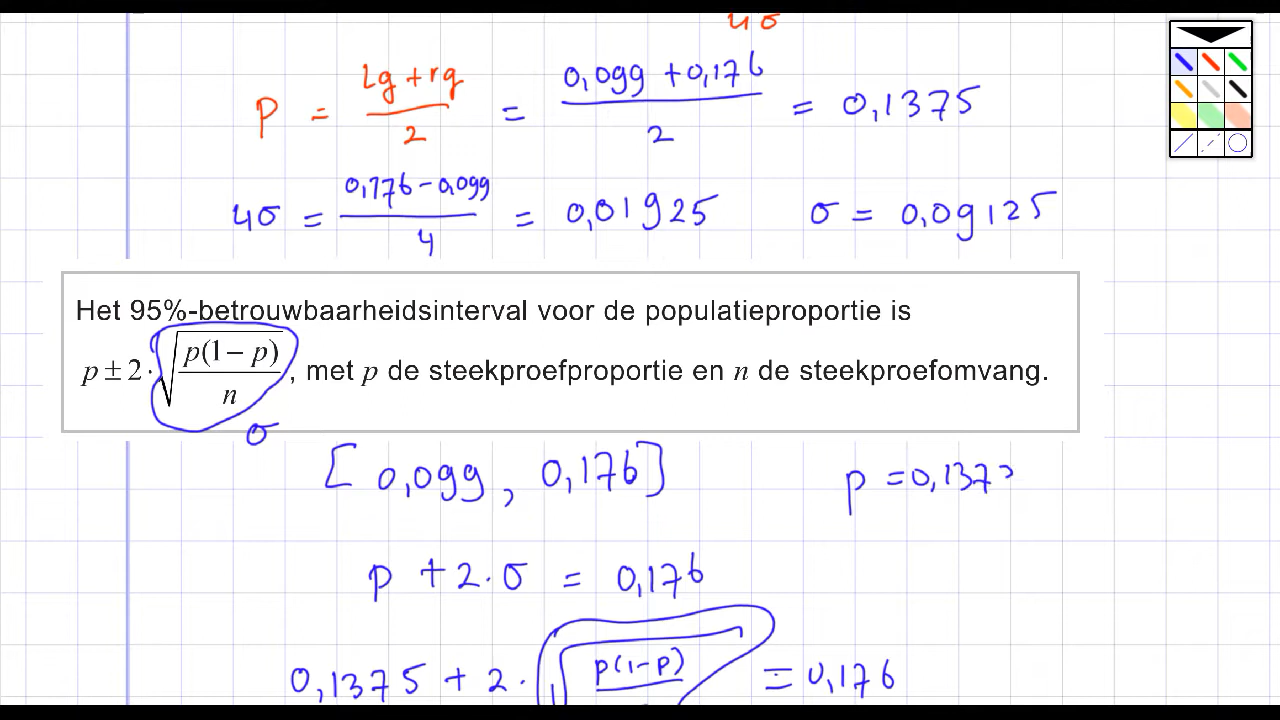 4σ
p = lg + rg / 2 = 0,099 + 0,176 / 2 = 0,1375
4σ = 0,176 - 0,099 / 4 = 0,01925 σ = 0,09125
Het 95%-betrouwbaarheidsinterval voor de populatieproportie is
p ± 2 · √(p(1 − p) / n) , met p de steekproefproportie en n de steekproefomvang.
σ
[ 0,099 , 0,176 ] p = 0,137
p + 2 · σ = 0,176
0,1375 + 2 · √ p(1-p) = 0,176